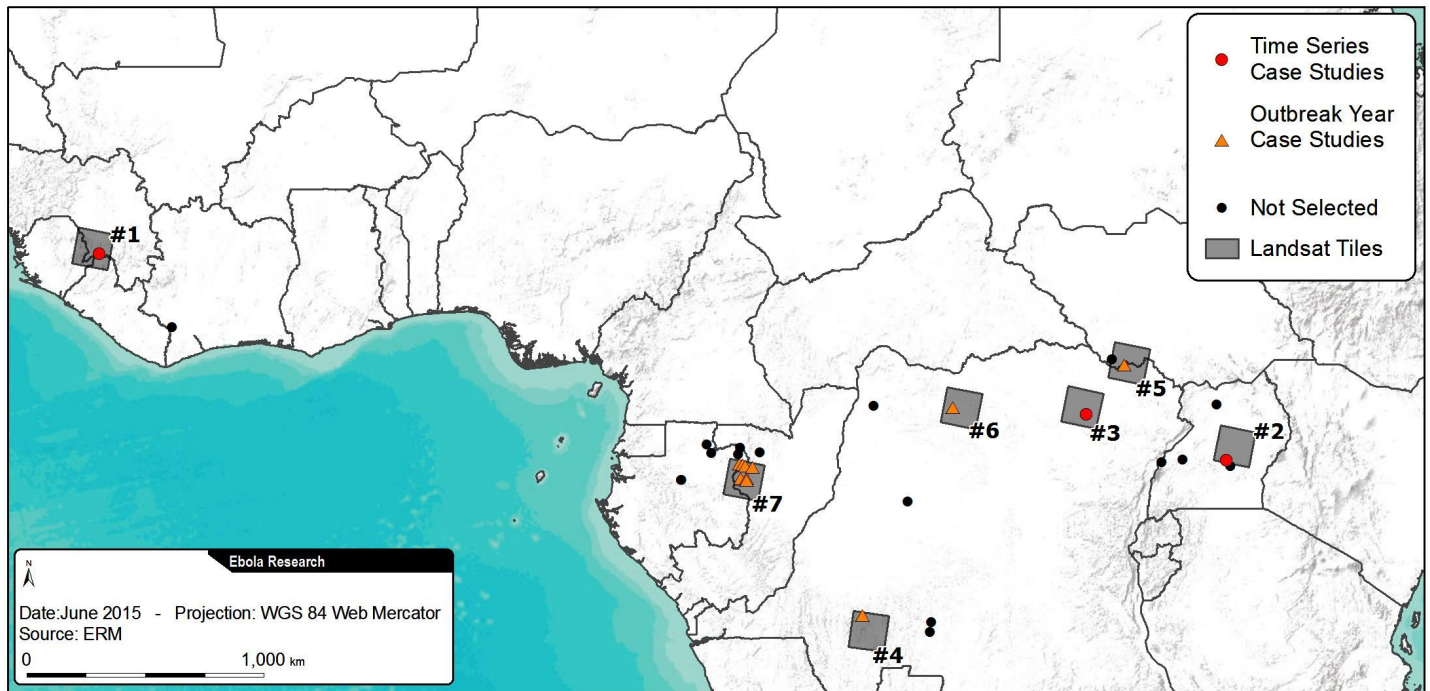 Time Series
Case Studies
Outbreak Year
Case Studies
Not Selected
Landsat Tiles
#1
#5
#6
#3
#2
#7
#4
Ebola Research
N
Date:June 2015 - Projection: WGS 84 Web Mercator
Source: ERM
0 1,000 km